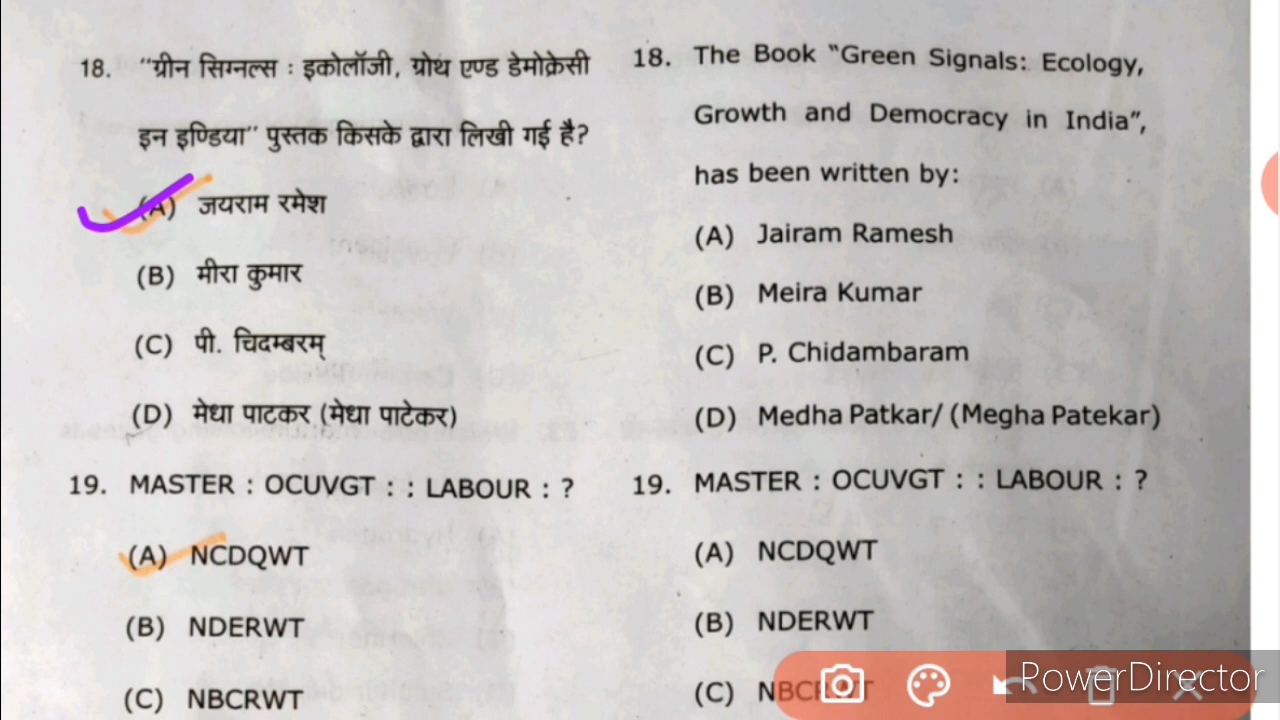 18. "ग्रीन सिग्नल्स : इकोलॉजी, ग्रोथ एण्ड डेमोक्रेसी
इन इण्डिया" पुस्तक किसके द्वारा लिखी गई है?
(A) जयराम रमेश
(B) मीरा कुमार
(C) पी. चिदम्बरम्
(D) मेधा पाटकर (मेधा पाटेकर)
19. MASTER : OCUVGT : : LABOUR : ?
(A) NCDQWT
(B) NDERWT
(C) NBCRWT
18. The Book "Green Signals: Ecology,
Growth and Democracy in India",
has been written by:
(A) Jairam Ramesh
(B) Meira Kumar
(C) P. Chidambaram
(D) Medha Patkar/ (Megha Patekar)
19. MASTER : OCUVGT : : LABOUR : ?
(A) NCDQWT
(B) NDERWT
(C) NBCRWT
PowerDirector